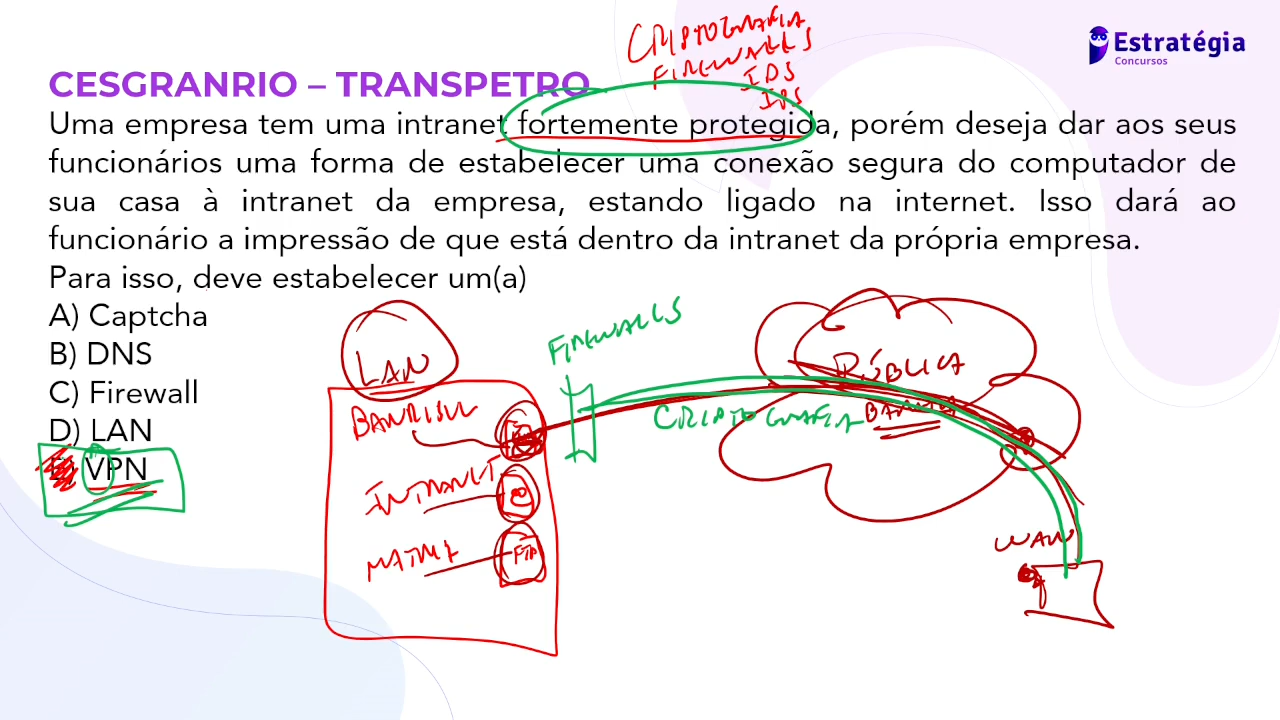 CRIPTOGRAFIA
FIREWALLS
IDS
IPS
Estratégia
Concursos
CESGRANRIO – TRANSPETRO
Uma empresa tem uma intranet fortemente protegida, porém deseja dar aos seus
funcionários uma forma de estabelecer uma conexão segura do computador de
sua casa à intranet da empresa, estando ligado na internet. Isso dará ao
funcionário a impressão de que está dentro da intranet da própria empresa.
Para isso, deve estabelecer um(a)
A) Captcha
B) DNS
C) Firewall
D) LAN
VPN
LAN
FIREWALLS
PÚBLICA
BANRISUL
CRIPTOGRAFIA
INTRANET
MATRIZ
FTP
WAN